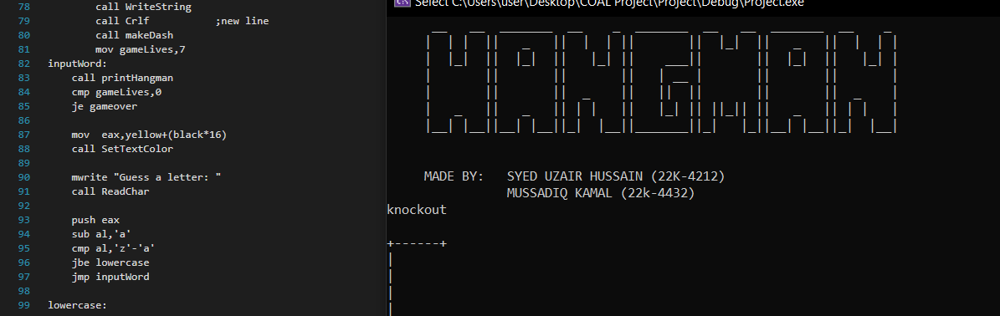 78 call WriteString
79 call Crlf ;new line
80 call makeDash
81 mov gameLives,7
82 inputWord:
83 call printHangman
84 cmp gameLives,0
85 je gameover
86
87 mov eax,yellow+(black*16)
88 call SetTextColor
89
90 mwrite "Guess a letter: "
91 call ReadChar
92
93 push eax
94 sub al,'a'
95 cmp al,'z'-'a'
96 jbe lowercase
97 jmp inputWord
98
99 lowercase:
Select C:\Users\user\Desktop\COAL Project\Project\Debug\Project.exe
HANGMAN
MADE BY: SYED UZAIR HUSSAIN (22K-4212)
MUSSADIQ KAMAL (22k-4432)
knockout
+------+
|
|
|
|